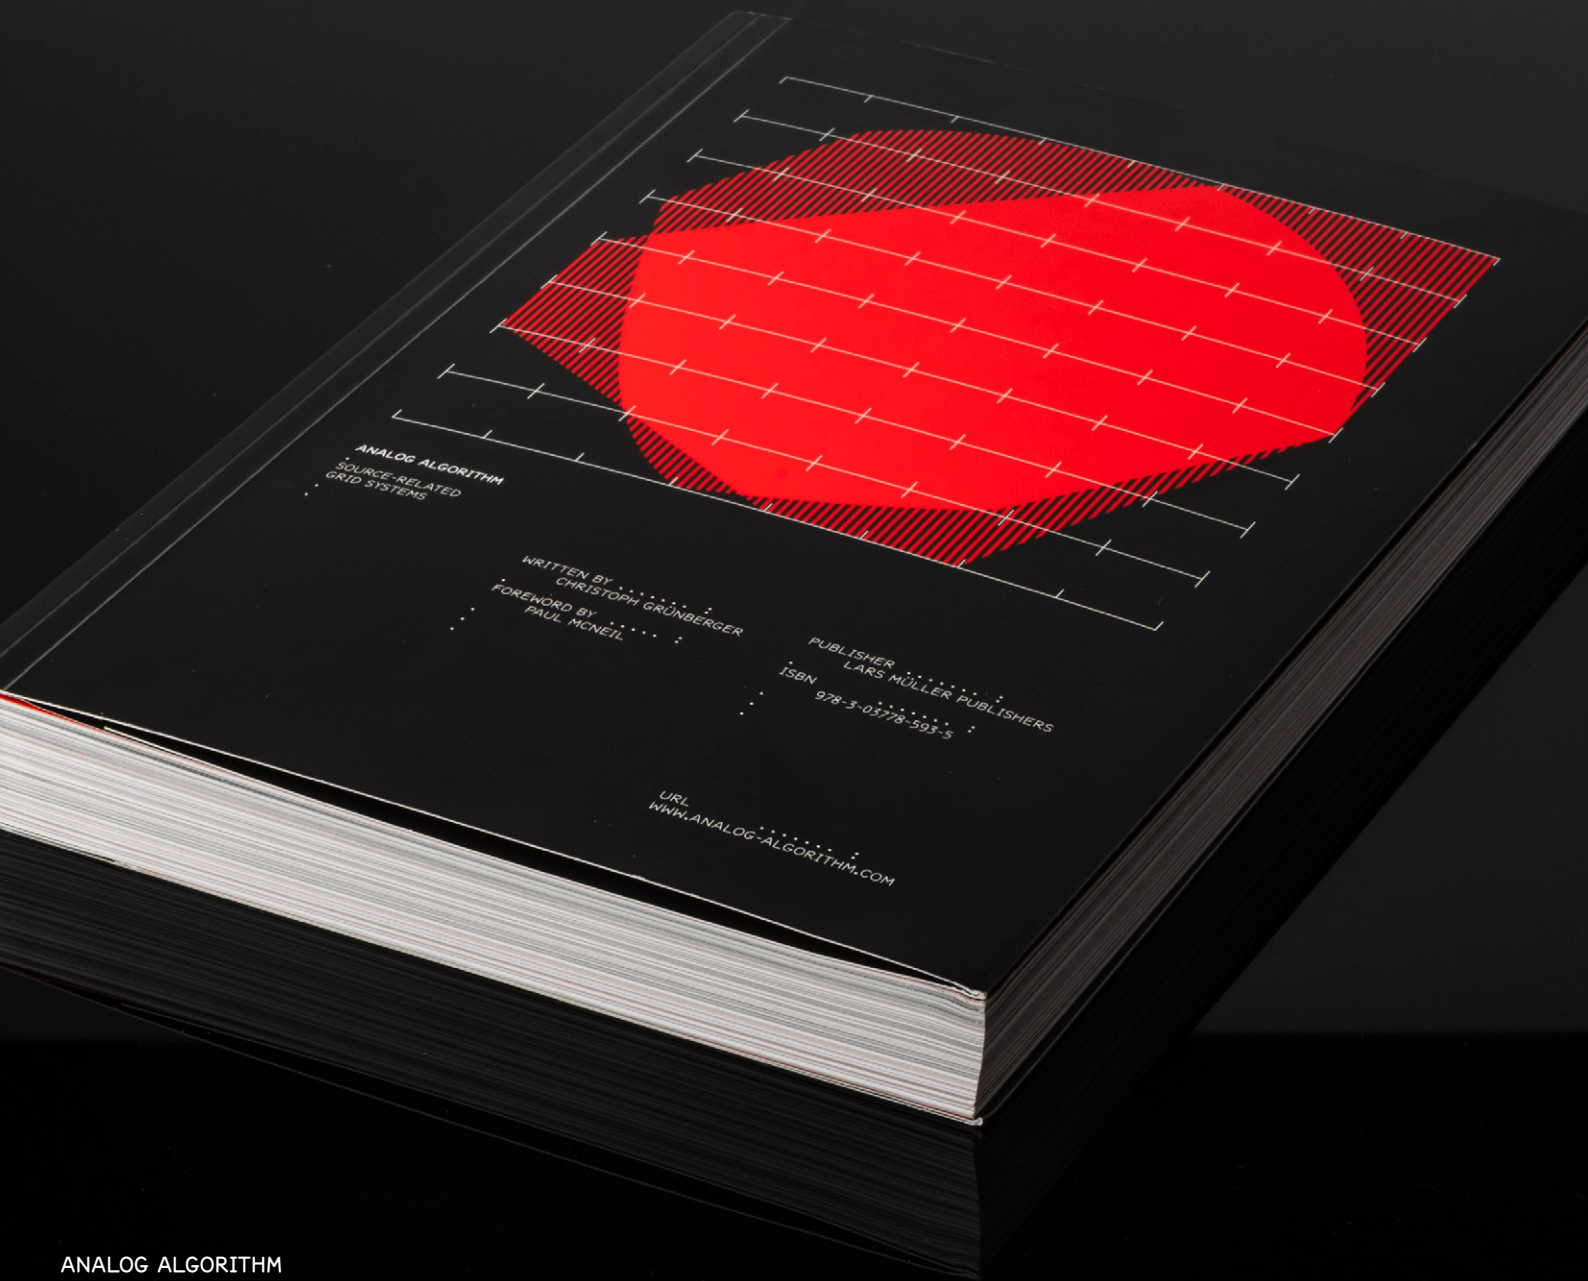 ANALOG ALGORITHM
SOURCE-RELATED
GRID SYSTEMS
WRITTEN BY
CHRISTOPH GRÜNBERGER
FOREWORD BY
PAUL MCNEIL
PUBLISHER
LARS MÜLLER PUBLISHERS
ISBN
978-3-03778-593-5
URL
WWW.ANALOG-ALGORITHM.COM
ANALOG ALGORITHM